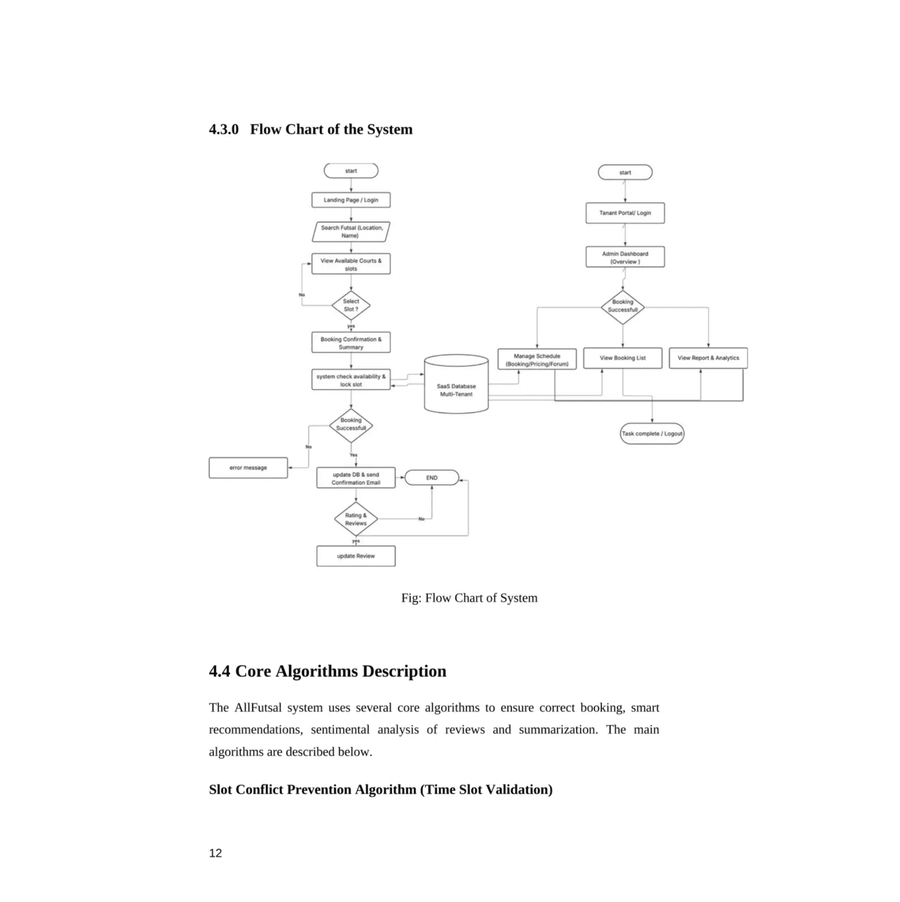 4.3.0 Flow Chart of the System
start
Landing Page / Login
Search Futsal (Location,
Name)
View Available Courts &
slots
No
Select
Slot ?
yes
Booking Confirmation &
Summary
system check availability &
lock slot
Booking
Successfull
No
Yes
error message
update DB & send
Confirmation Email
END
Rating &
Reviews
No
yes
update Review
SaaS Database
Multi-Tenant
start
Tanant Portal/ Login
Admin Dashboard
(Overview )
Booking
Successfull
Manage Schedule
(Booking/Pricing/Forum)
View Booking List
View Report & Analytics
Task complete / Logout
Fig: Flow Chart of System
4.4 Core Algorithms Description
The AllFutsal system uses several core algorithms to ensure correct booking, smart
recommendations, sentimental analysis of reviews and summarization. The main
algorithms are described below.
Slot Conflict Prevention Algorithm (Time Slot Validation)
12